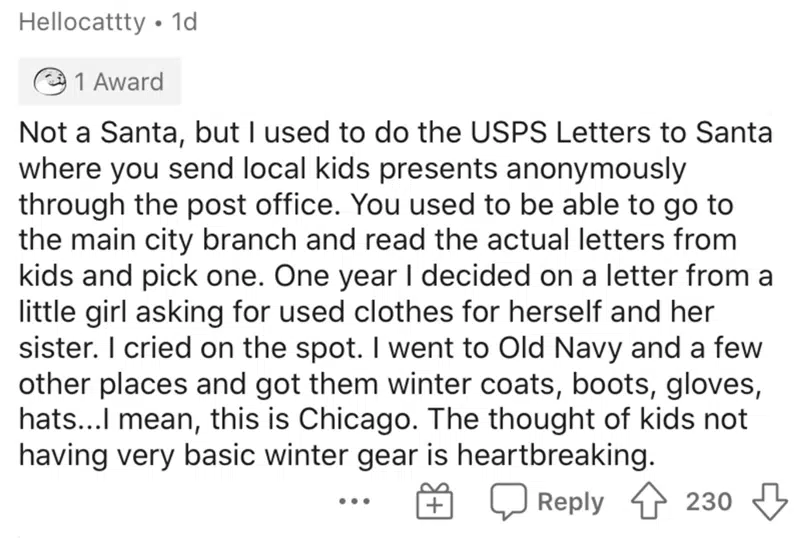 Hellocattty • 1d
1 Award
Not a Santa, but I used to do the USPS Letters to Santa
where you send local kids presents anonymously
through the post office. You used to be able to go to
the main city branch and read the actual letters from
kids and pick one. One year I decided on a letter from a
little girl asking for used clothes for herself and her
sister. I cried on the spot. I went to Old Navy and a few
other places and got them winter coats, boots, gloves,
hats...I mean, this is Chicago. The thought of kids not
having very basic winter gear is heartbreaking.
Reply 230